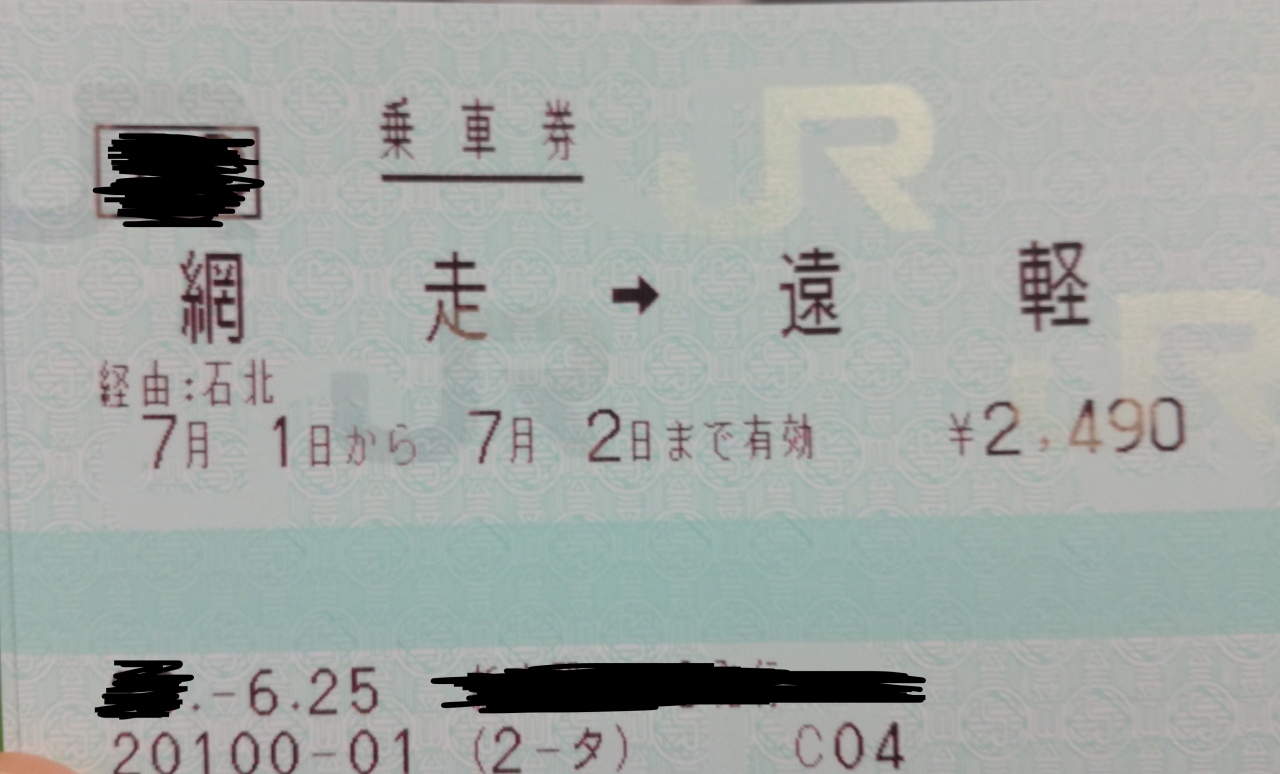 乗車券
網走➡遠軽
経由:石北
7月 1日から 7月 2日まで有効 ¥2,490
.-6.25
20100-01 (2-タ) C04